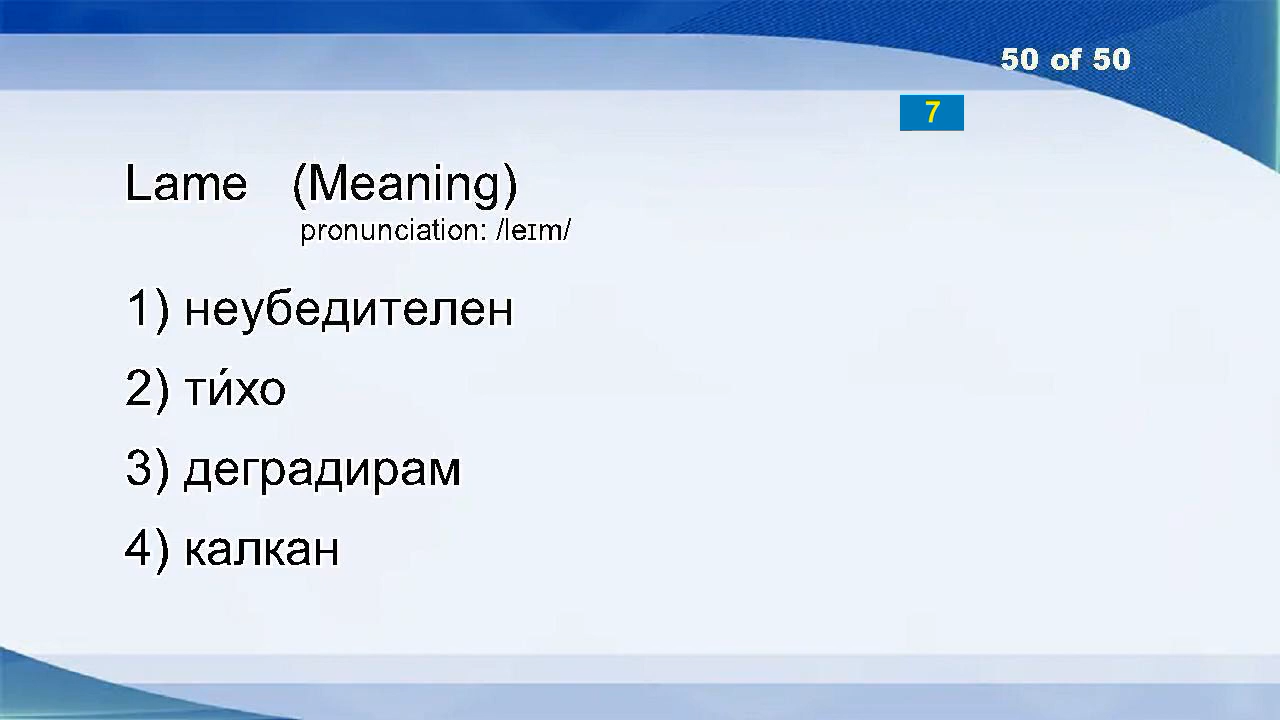 50 of 50
7
Lame (Meaning)
pronunciation: /leɪm/
1) неубедителен
2) ти́хо
3) деградирам
4) калкан